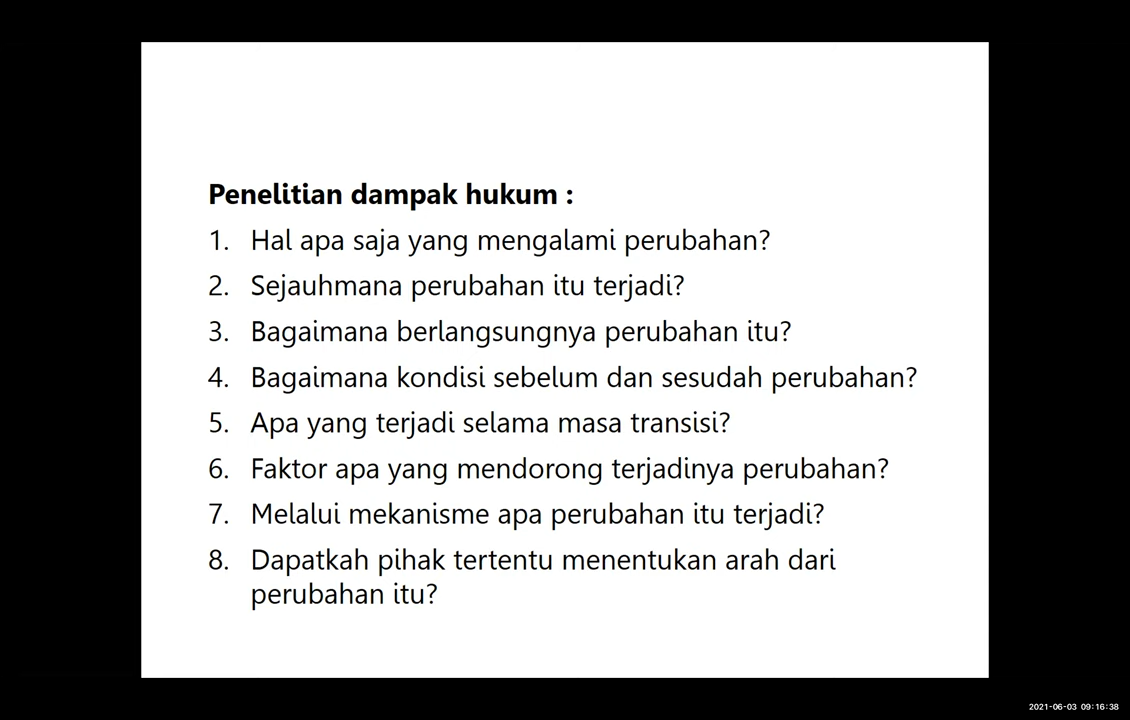 Penelitian dampak hukum :
1. Hal apa saja yang mengalami perubahan?
2. Sejauhmana perubahan itu terjadi?
3. Bagaimana berlangsungnya perubahan itu?
4. Bagaimana kondisi sebelum dan sesudah perubahan?
5. Apa yang terjadi selama masa transisi?
6. Faktor apa yang mendorong terjadinya perubahan?
7. Melalui mekanisme apa perubahan itu terjadi?
8. Dapatkah pihak tertentu menentukan arah dari
perubahan itu?
2021-06-03 09:16:38